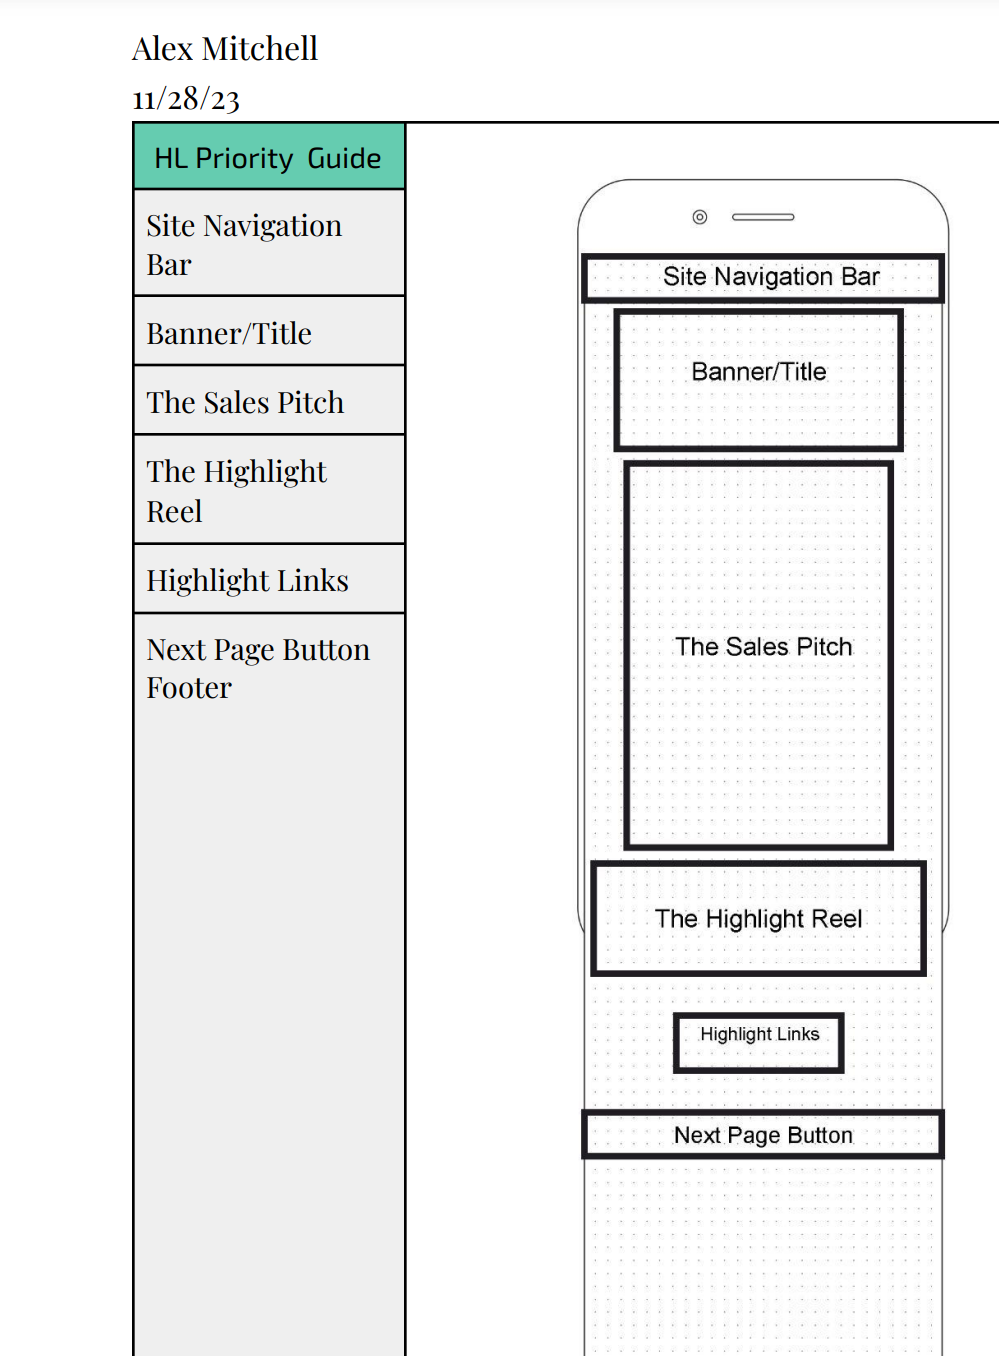 Alex Mitchell
11/28/23
HL Priority Guide
Site Navigation
Bar
Banner/Title
The Sales Pitch
The Highlight
Reel
Highlight Links
Next Page Button
Footer
Site Navigation Bar
Banner/Title
The Sales Pitch
The Highlight Reel
Highlight Links
Next Page Button